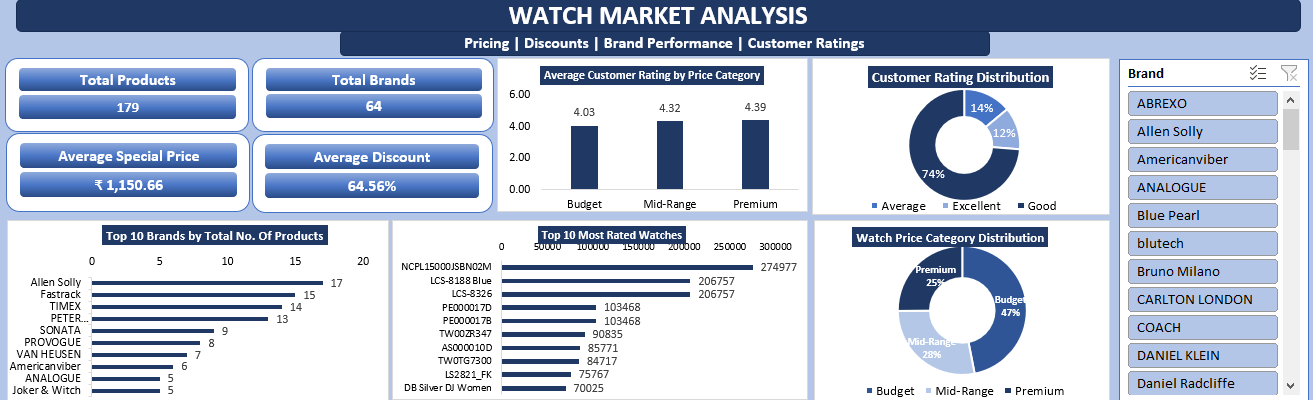 WATCH MARKET ANALYSIS
Pricing | Discounts | Brand Performance | Customer Ratings
Total Products
179
Total Brands
64
Average Special Price
₹ 1,150.66
Average Discount
64.56%
Average Customer Rating by Price Category
6.00
4.00
2.00
0.00
4.03
4.32
4.39
Budget
Mid-Range
Premium
Customer Rating Distribution
14%
12%
74%
Average
Excellent
Good
Top 10 Brands by Total No. Of Products
0 5 10 15 20
Allen Solly 17
Fastrack 15
TIMEX 14
PETER... 13
SONATA 9
PROVOGUE 8
VAN HEUSEN 7
Americanviber 6
ANALOGUE 5
Joker & Witch 5
Top 10 Most Rated Watches
0 50000 100000 150000 200000 250000 300000
NCPL15000JSBN02M 274977
LCS-8188 Blue 206757
LCS-8326 206757
PE000017D 103468
PE000017B 103468
TW00ZR347 90835
AS000010D 85771
TW0TG7300 84717
LS2821_FK 75767
DB Silver DJ Women 70025
Watch Price Category Distribution
Premium
25%
Budget
47%
Mid-Range
28%
Budget
Mid-Range
Premium
Brand
ABREXO
Allen Solly
Americanviber
ANALOGUE
Blue Pearl
blutech
Bruno Milano
CARLTON LONDON
COACH
DANIEL KLEIN
Daniel Radcliffe